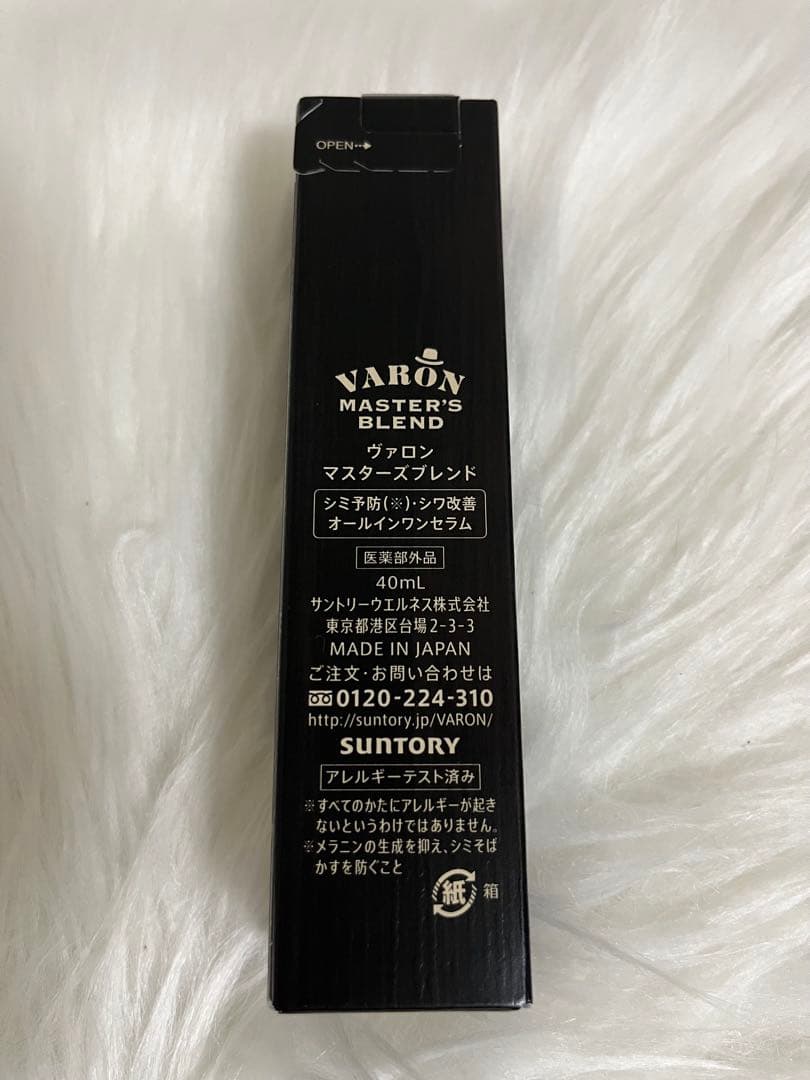 OPEN
VARON
MASTER'S
BLEND
ヴァロン
マスターズブレンド
シミ予防(※)・シワ改善
オールインワンセラム
医薬部外品
40mL
サントリーウエルネス株式会社
東京都港区台場2-3-3
MADE IN JAPAN
ご注文・お問い合わせは
0120-224-310
http://suntory.jp/VARON/
SUNTORY
アレルギーテスト済み
※すべてのかたにアレルギーが起き
ないというわけではありません。
※メラニンの生成を抑え、シミそば
かすを防ぐこと
紙 箱